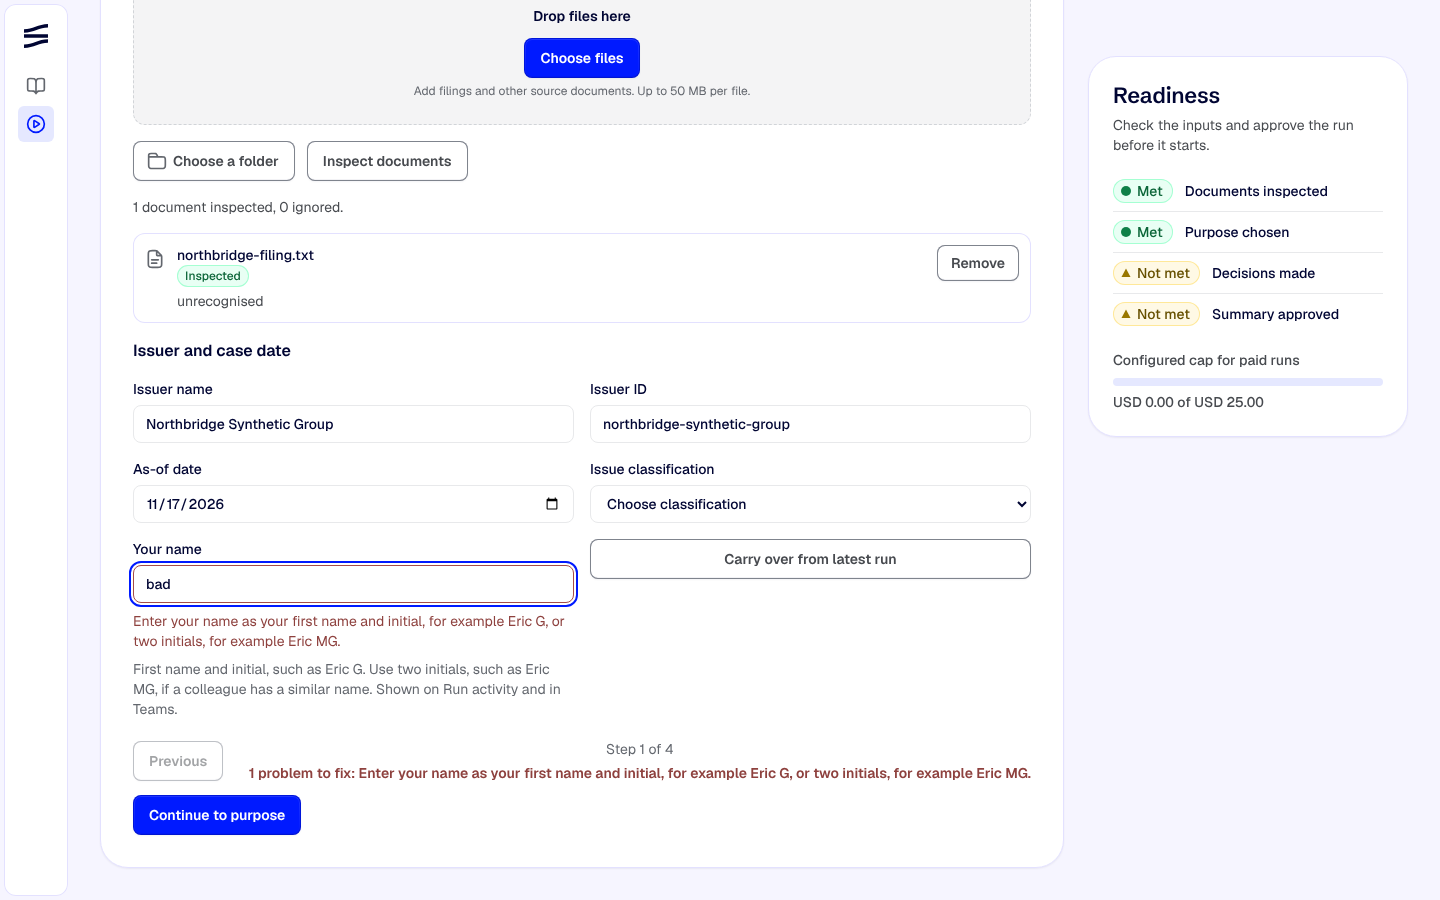 Drop files here
Choose files
Add filings and other source documents. Up to 50 MB per file.
Choose a folder
Inspect documents
1 document inspected, 0 ignored.
northbridge-filing.txt
Inspected
unrecognised
Remove
Issuer and case date
Issuer name
Northbridge Synthetic Group
Issuer ID
northbridge-synthetic-group
As-of date
11/17/2026
Issue classification
Choose classification
Your name
bad
Carry over from latest run
Enter your name as your first name and initial, for example Eric G, or
two initials, for example Eric MG.
First name and initial, such as Eric G. Use two initials, such as Eric
MG, if a colleague has a similar name. Shown on Run activity and in
Teams.
Previous
Step 1 of 4
1 problem to fix: Enter your name as your first name and initial, for example Eric G, or two initials, for example Eric MG.
Continue to purpose
Readiness
Check the inputs and approve the run
before it starts.
Met Documents inspected
Met Purpose chosen
Not met Decisions made
Not met Summary approved
Configured cap for paid runs
USD 0.00 of USD 25.00